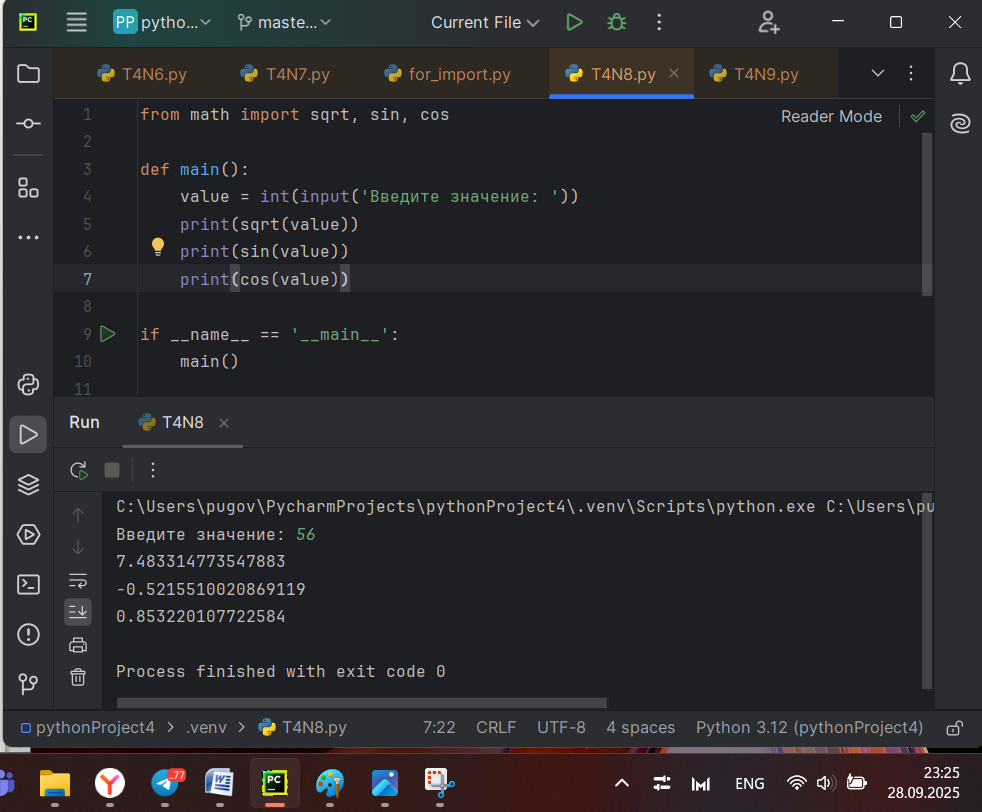 PC PP pytho... maste... Current File
T4N6.py T4N7.py for_import.py T4N8.py T4N9.py
Reader Mode
1 from math import sqrt, sin, cos
2
3 def main():
4 value = int(input('Введите значение: '))
5 print(sqrt(value))
6 print(sin(value))
7 print(cos(value))
8
9 if __name__ == '__main__':
10 main()
11
Run T4N8
C:\Users\pugov\PycharmProjects\pythonProject4\.venv\Scripts\python.exe C:\Users\pu
Введите значение: 56
7.483314773547883
-0.5215510020869119
0.853220107722584
Process finished with exit code 0
pythonProject4 > .venv > T4N8.py 7:22 CRLF UTF-8 4 spaces Python 3.12 (pythonProject4)
.77
W
PC
ENG
23:25
28.09.2025